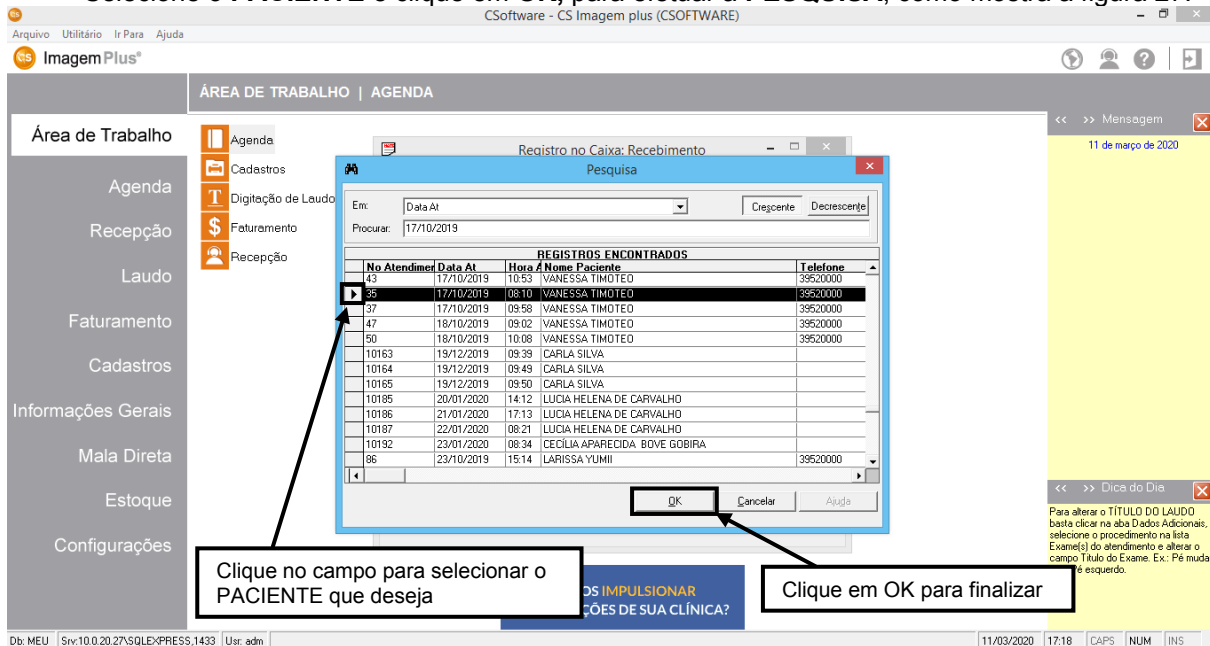 CSoftware - CS Imagem plus (CSOFTWARE)
Arquivo Utilitário Ir Para Ajuda
cs ImagemPlus®
ÁREA DE TRABALHO | AGENDA
Área de Trabalho
Agenda
Recepção
Laudo
Faturamento
Cadastros
Informações Gerais
Mala Direta
Estoque
Configurações
Agenda
Cadastros
Digitação de Laudo
Faturamento
Recepção
Registro no Caixa: Recebimento
Pesquisa
Em: Data At Crescente Decrescente
Procurar: 17/10/2019
REGISTROS ENCONTRADOS
No Atendimen Data At Hora A Nome Paciente Telefone
43 17/10/2019 10:53 VANESSA TIMOTEO 39520000
35 17/10/2019 08:10 VANESSA TIMOTEO 39520000
37 17/10/2019 09:58 VANESSA TIMOTEO 39520000
47 18/10/2019 09:02 VANESSA TIMOTEO 39520000
50 18/10/2019 10:08 VANESSA TIMOTEO 39520000
10163 19/12/2019 09:39 CARLA SILVA
10164 19/12/2019 09:49 CARLA SILVA
10165 19/12/2019 09:50 CARLA SILVA
10185 20/01/2020 14:12 LUCIA HELENA DE CARVALHO
10186 21/01/2020 17:13 LUCIA HELENA DE CARVALHO
10187 22/01/2020 08:21 LUCIA HELENA DE CARVALHO
10192 23/01/2020 08:34 CECÍLIA APARECIDA BOVE GOBIRA
86 23/10/2019 15:14 LARISSA YUMII 39520000
OK Cancelar Ajuda
Clique no campo para selecionar o
PACIENTE que deseja
Clique em OK para finalizar
OS IMPULSIONAR
ÇÕES DE SUA CLÍNICA?
<< >> Mensagem
11 de março de 2020
<< >> Dica do Dia
Para alterar o TÍTULO DO LAUDO
basta clicar na aba Dados Adicionais,
selecione o procedimento na lista
Exame(s) do atendimento e alterar o
campo Titulo do Exame. Ex.: Pé muda
é esquerdo.
Db: MEU Srv:10.0.20.27\SQLEXPRESS,1433 Usr: adm 11/03/2020 17:18 CAPS NUM INS